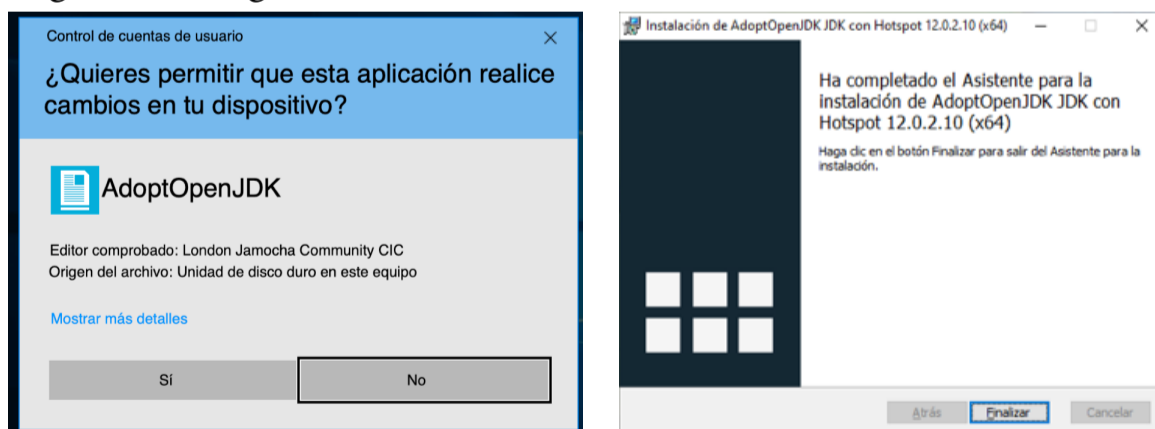 Control de cuentas de usuario
¿Quieres permitir que esta aplicación realice
cambios en tu dispositivo?
AdoptOpenJDK
Editor comprobado: London Jamocha Community CIC
Origen del archivo: Unidad de disco duro en este equipo
Mostrar más detalles
Sí
No
Instalación de AdoptOpenJDK JDK con Hotspot 12.0.2.10 (x64)
Ha completado el Asistente para la
instalación de AdoptOpenJDK JDK con
Hotspot 12.0.2.10 (x64)
Haga clic en el botón Finalizar para salir del Asistente para la
instalación.
Atrás
Finalizar
Cancelar